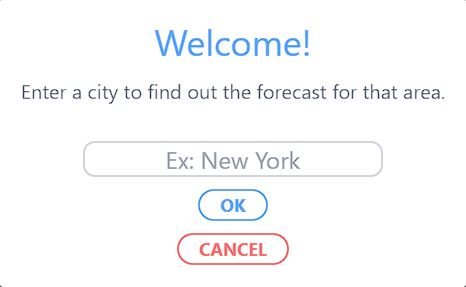 Welcome!
Enter a city to find out the forecast for that area.
Ex: New York
OK
CANCEL